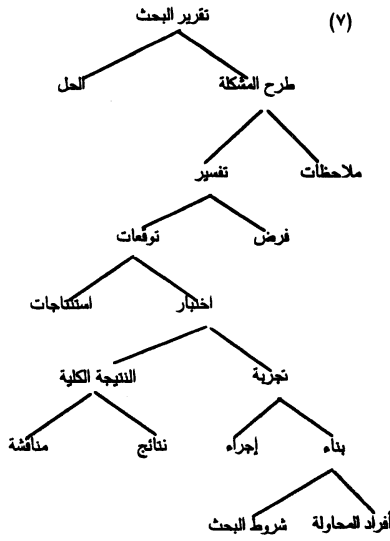 (٧)
تقرير البحث
طرح المشكلة الحل
ملاحظات تفسير
فرض توقعات
اختبار استنتاجات
تجربة النتيجة الكلية
بناء إجراء نتائج مناقشة
أفراد المحاولة شروط البحث